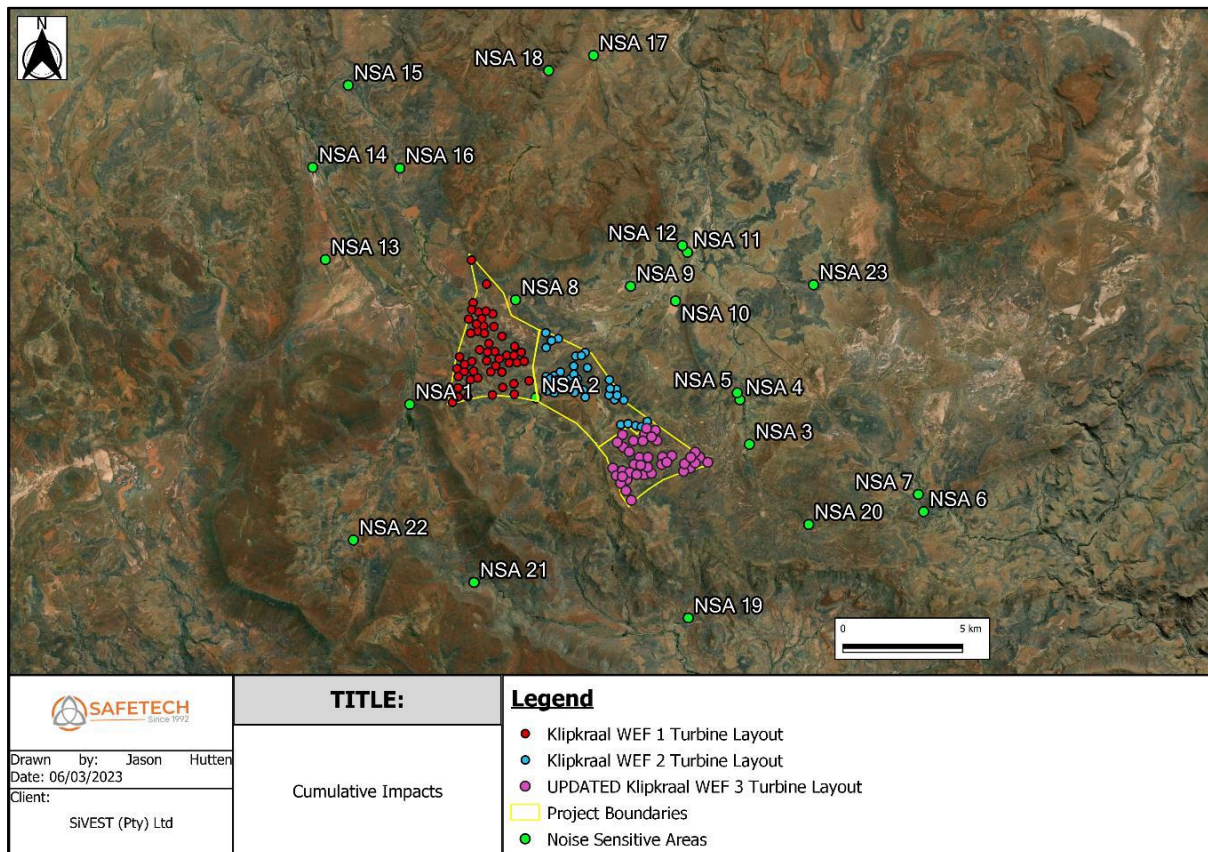 NSA 17
NSA 18
NSA 15
NSA 14
NSA 16
NSA 12
NSA 11
NSA 13
NSA 9
NSA 23
NSA 8
NSA 10
NSA 5
NSA 4
NSA 2
NSA 1
NSA 3
NSA 7
NSA 6
NSA 20
NSA 22
NSA 21
NSA 19
0 5 km
SAFETECH
Since 1992
Drawn by: Jason Hutten
Date: 06/03/2023
Client:
SiVEST (Pty) Ltd
TITLE:
Cumulative Impacts
Legend
Klipkraal WEF 1 Turbine Layout
Klipkraal WEF 2 Turbine Layout
UPDATED Klipkraal WEF 3 Turbine Layout
Project Boundaries
Noise Sensitive Areas